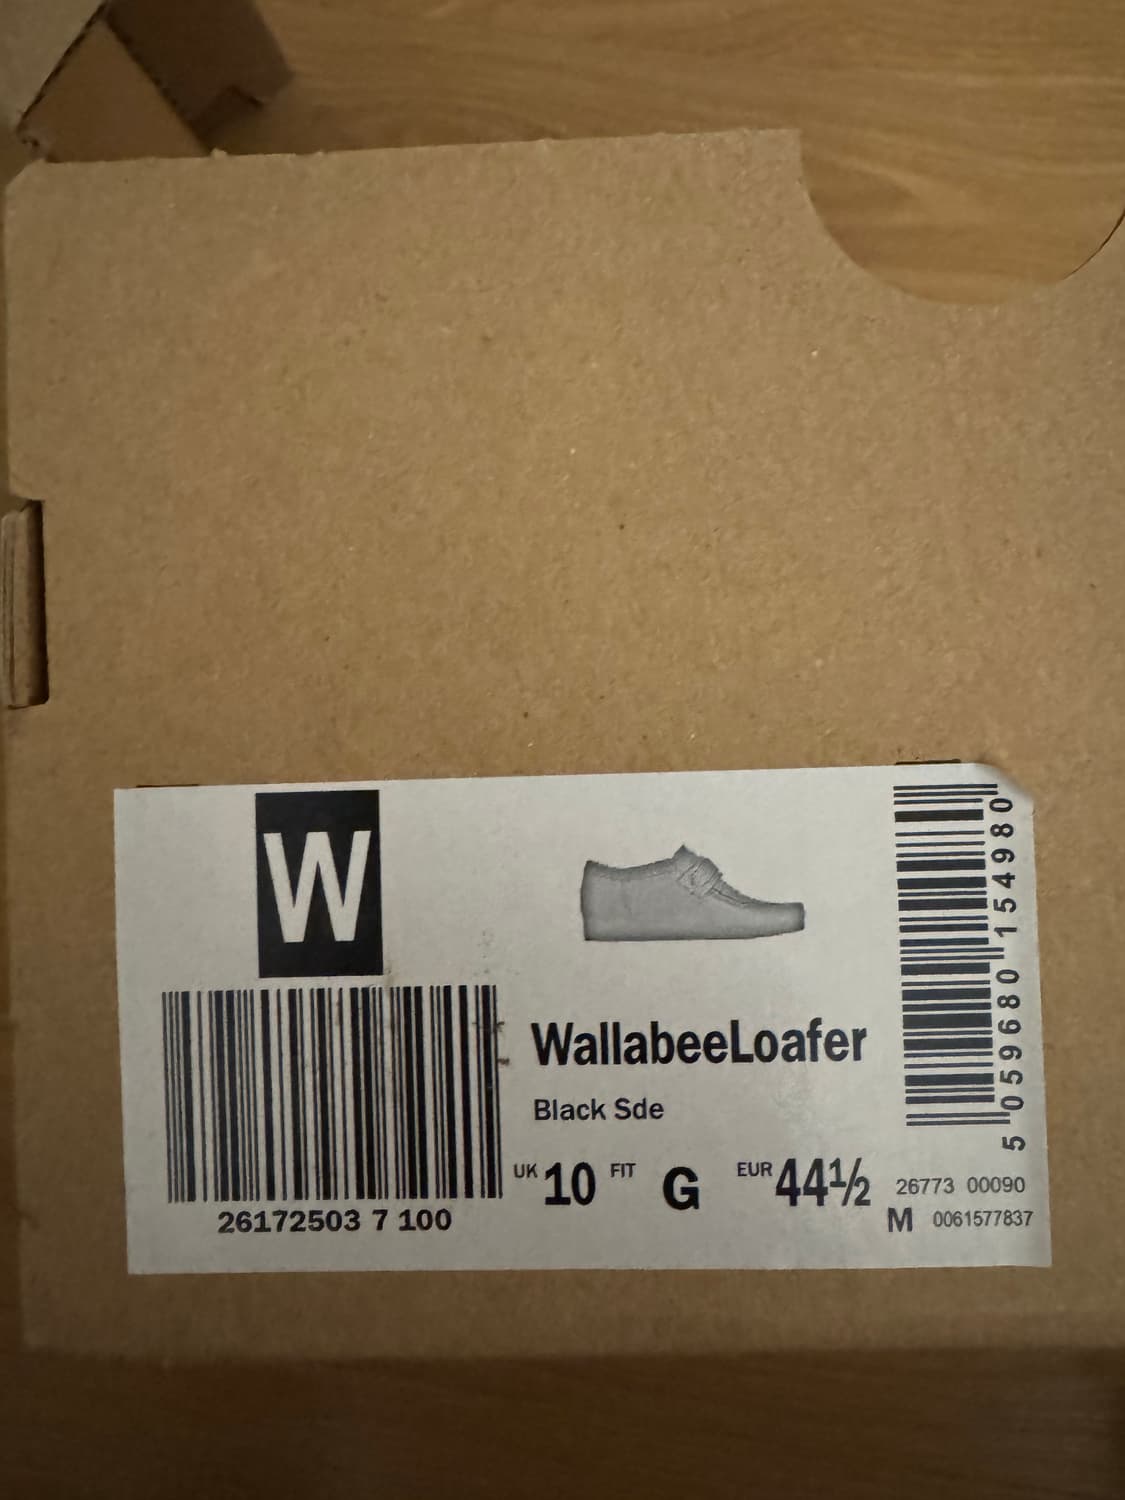 W
WallabeeLoafer
Black Sde
UK 10 FIT G EUR 44½
26172503 7 100
5 059680 154980
26773 00090
M 0061577837